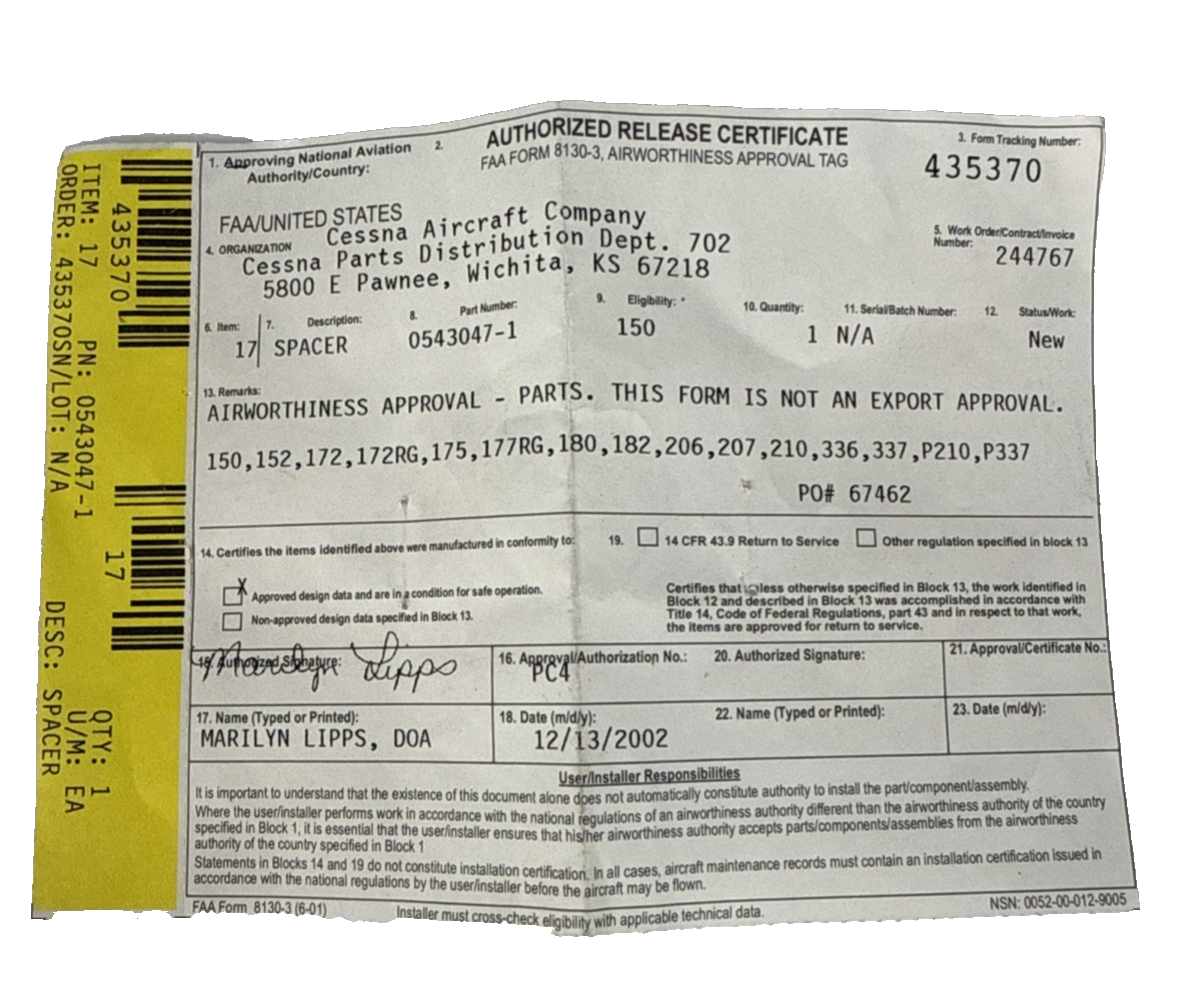 AUTHORIZED RELEASE CERTIFICATE
FAA FORM 8130-3, AIRWORTHINESS APPROVAL TAG
1. Approving National Aviation Authority/Country:
2.
3. Form Tracking Number:
435370
FAA/UNITED STATES
4. ORGANIZATION
Cessna Aircraft Company
Cessna Parts Distribution Dept. 702
5800 E Pawnee, Wichita, KS 67218
5. Work Order/Contract/Invoice Number:
244767
6. Item:
17
7. Description:
SPACER
8. Part Number:
0543047-1
9. Eligibility: *
150
10. Quantity:
1
11. Serial/Batch Number:
N/A
12. Status/Work:
New
13. Remarks:
AIRWORTHINESS APPROVAL - PARTS. THIS FORM IS NOT AN EXPORT APPROVAL.
150,152,172,172RG,175,177RG,180,182,206,207,210,336,337,P210,P337
PO# 67462
14. Certifies the items identified above were manufactured in conformity to:
X Approved design data and are in a condition for safe operation.
Non-approved design data specified in Block 13.
19. 14 CFR 43.9 Return to Service Other regulation specified in block 13
Certifies that unless otherwise specified in Block 13, the work identified in
Block 12 and described in Block 13 was accomplished in accordance with
Title 14, Code of Federal Regulations, part 43 and in respect to that work,
the items are approved for return to service.
15. Authorized Signature:
Marilyn Lipps
16. Approval/Authorization No.:
PC4
20. Authorized Signature:
21. Approval/Certificate No.:
17. Name (Typed or Printed):
MARILYN LIPPS, DOA
18. Date (m/d/y):
12/13/2002
22. Name (Typed or Printed):
23. Date (m/d/y):
User/Installer Responsibilities
It is important to understand that the existence of this document alone does not automatically constitute authority to install the part/component/assembly.
Where the user/installer performs work in accordance with the national regulations of an airworthiness authority different than the airworthiness authority of the country
specified in Block 1, it is essential that the user/installer ensures that his/her airworthiness authority accepts parts/components/assemblies from the airworthiness
authority of the country specified in Block 1
Statements in Blocks 14 and 19 do not constitute installation certification. In all cases, aircraft maintenance records must contain an installation certification issued in
accordance with the national regulations by the user/installer before the aircraft may be flown.
FAA Form 8130-3 (6-01)
Installer must cross-check eligibility with applicable technical data.
NSN: 0052-00-012-9005
435370
17
ITEM: 17 PN: 0543047-1 QTY: 1
ORDER: 435370SN/LOT: N/A U/M: EA
DESC: SPACER